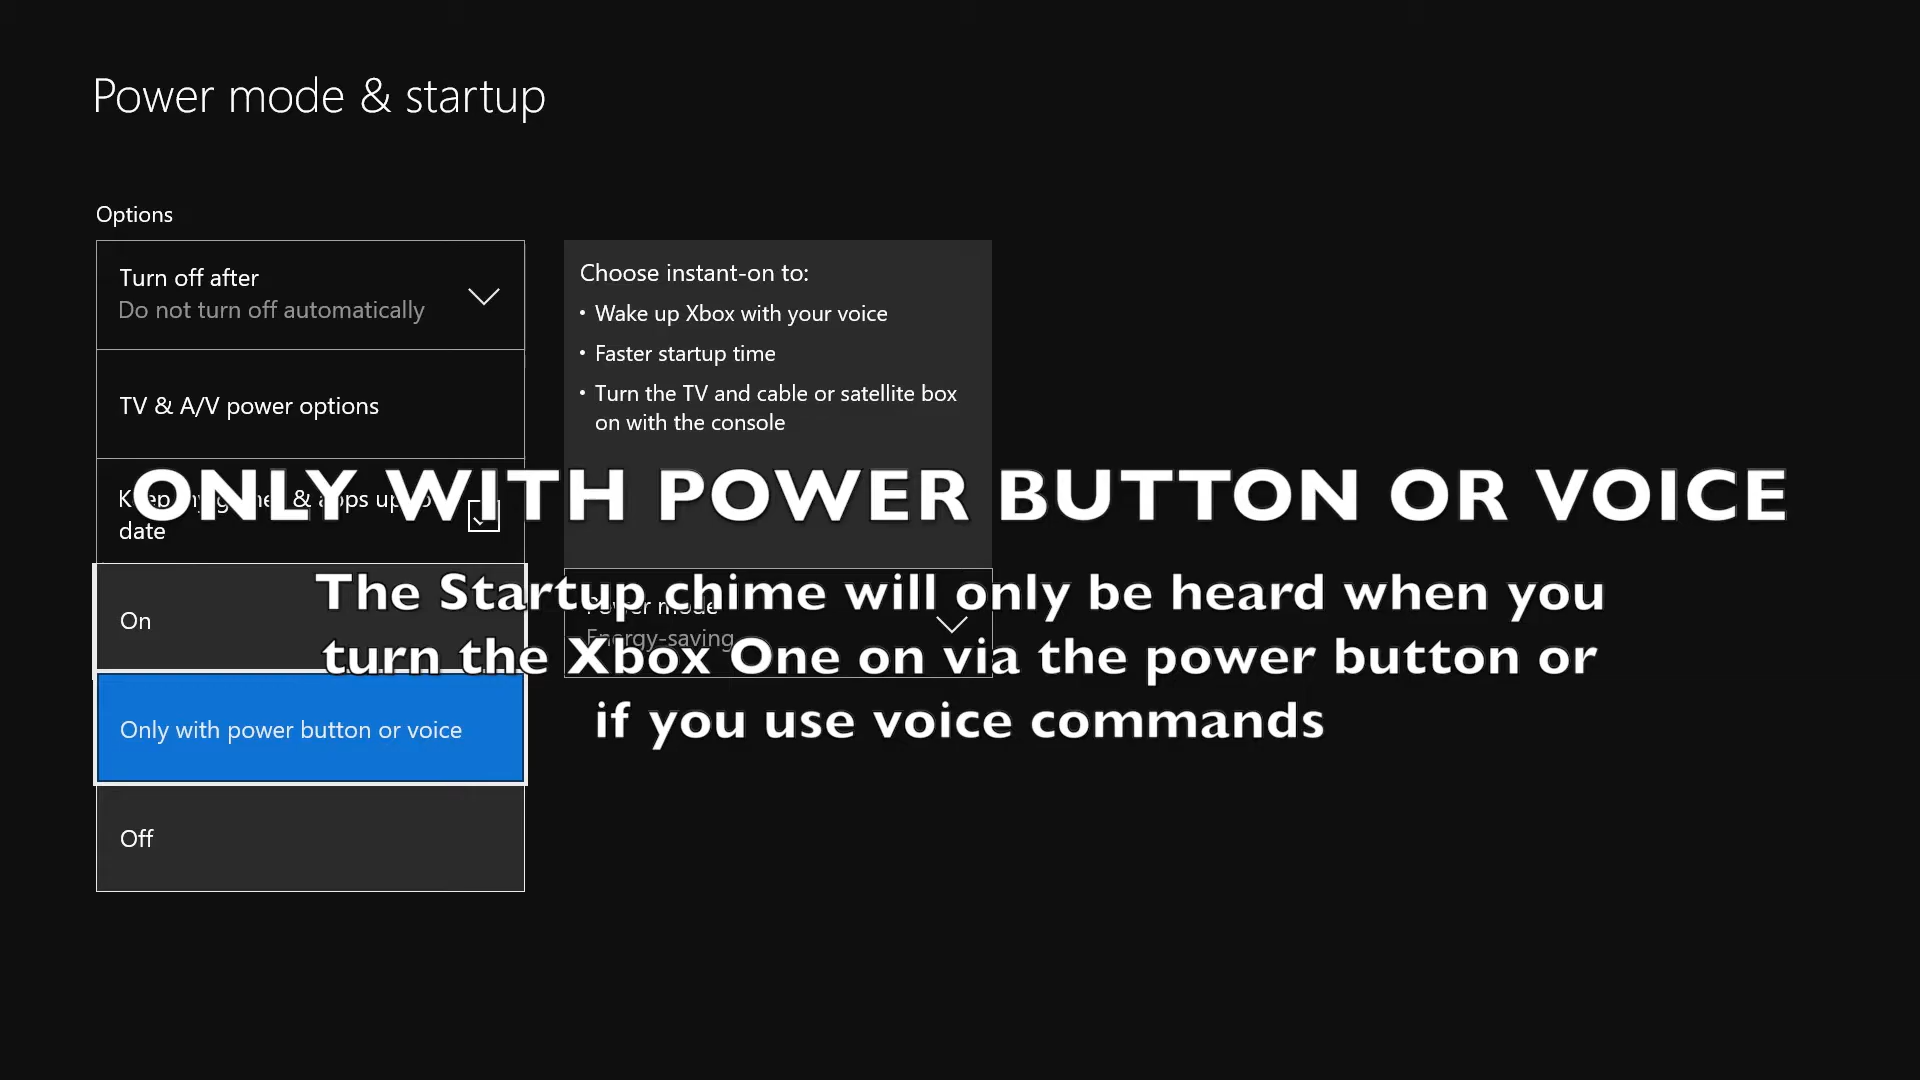 Power mode & startup
Options
Turn off after
Do not turn off automatically
TV & A/V power options
date
On
Only with power button or voice
Off
Choose instant-on to:
• Wake up Xbox with your voice
• Faster startup time
• Turn the TV and cable or satellite box
on with the console
Power mode
Energy-saving
ONLY WITH POWER BUTTON OR VOICE
The Startup chime will only be heard when you
turn the Xbox One on via the power button or
if you use voice commands